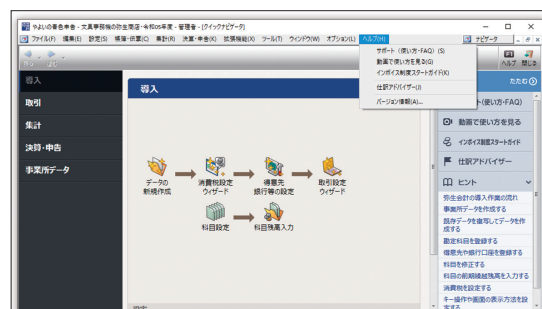 やよいの青色申告 - 文具事務機の弥生商店･令和05年度 - 管理者 - [クイックナビゲータ]
ファイル(F) 編集(E) 設定(S) 帳簿・伝票(C) 集計(R) 決算・申告(K) 拡張機能(X) ツール(T) ウィンドウ(W) オプション(L) ヘルプ(H) ナビゲータ
サポート（使い方･FAQ）(S)
動画で使い方を見る(G)
インボイス制度スタートガイド(K)
仕訳アドバイザー(J)
バージョン情報(A)...
戻る 進む
ヘルプ 閉じる
導入
取引
集計
決算・申告
事業所データ
導入
データの
新規作成
消費税設定
ウィザード
得意先
銀行等の設定
取引設定
ウィザード
科目設定
科目残高入力
たたむ
ト(使い方･FAQ)
動画で使い方を見る
インボイス制度スタートガイド
仕訳アドバイザー
ヒント
弥生会計の導入作業の流れ
事業所データを作成する
既存データを複写してデータを作
成する
勘定科目を登録する
得意先や銀行口座を登録する
科目を修正する
科目の前期繰越残高を入力する
消費税を設定する
キー操作や画面の表示方法を設
定する